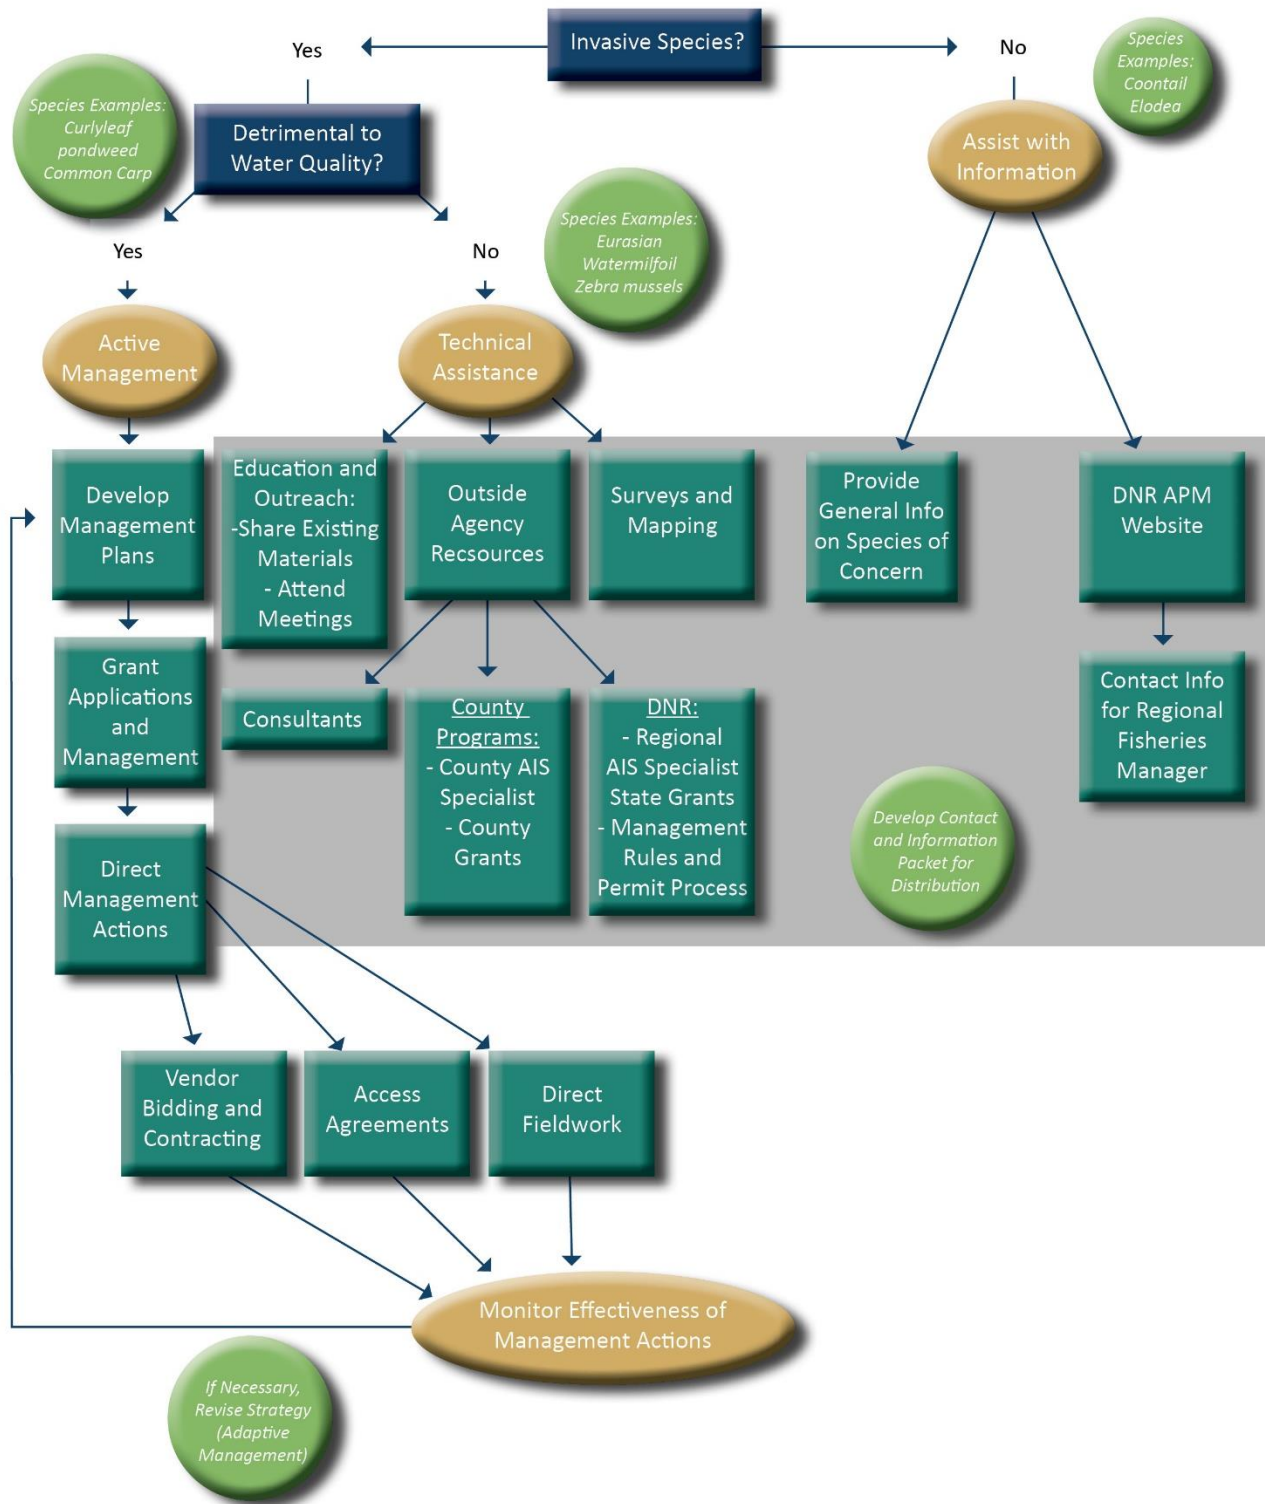 Invasive Species?
Yes
No
Species
Examples:
Coontail
Elodea
Species Examples:
Curlyleaf
pondweed
Common Carp
Detrimental to
Water Quality?
Assist with
Information
Species Examples:
Eurasian
Watermilfoil
Zebra mussels
Yes
No
Active
Management
Technical
Assistance
Develop
Management
Plans
Education and
Outreach:
-Share Existing
Materials
- Attend
Meetings
Outside
Agency
Recsources
Surveys and
Mapping
Provide
General Info
on Species of
Concern
DNR APM
Website
Grant
Applications
and
Management
Consultants
County
Programs:
- County AIS
Specialist
- County
Grants
DNR:
- Regional
AIS Specialist
State Grants
- Management
Rules and
Permit Process
Contact Info
for Regional
Fisheries
Manager
Develop Contact
and Information
Packet for
Distribution
Direct
Management
Actions
Vendor
Bidding and
Contracting
Access
Agreements
Direct
Fieldwork
Monitor Effectiveness of
Management Actions
If Necessary,
Revise Strategy
(Adaptive
Management)